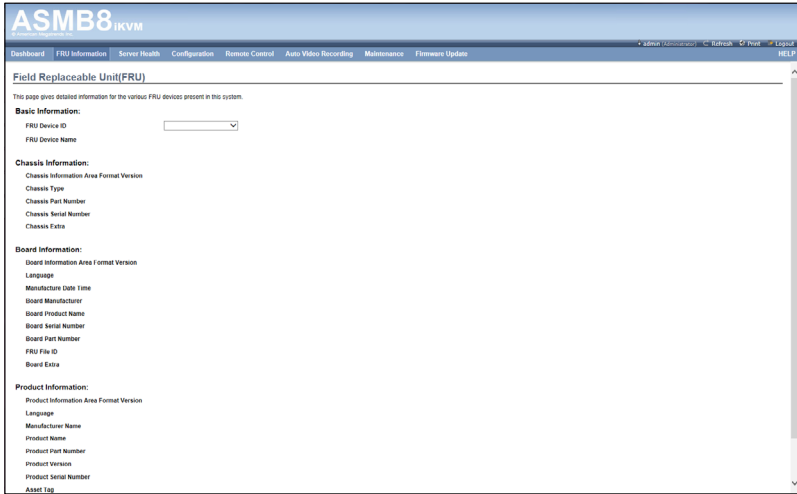 ASMB8 iKVM
© American Megatrends Inc.
admin (Administrator) Refresh Print Logout
Dashboard FRU Information Server Health Configuration Remote Control Auto Video Recording Maintenance Firmware Update HELP
Field Replaceable Unit(FRU)
This page gives detailed information for the various FRU devices present in this system.
Basic Information:
FRU Device ID
FRU Device Name
Chassis Information:
Chassis Information Area Format Version
Chassis Type
Chassis Part Number
Chassis Serial Number
Chassis Extra
Board Information:
Board Information Area Format Version
Language
Manufacture Date Time
Board Manufacturer
Board Product Name
Board Serial Number
Board Part Number
FRU File ID
Board Extra
Product Information:
Product Information Area Format Version
Language
Manufacturer Name
Product Name
Product Part Number
Product Version
Product Serial Number
Asset Tag